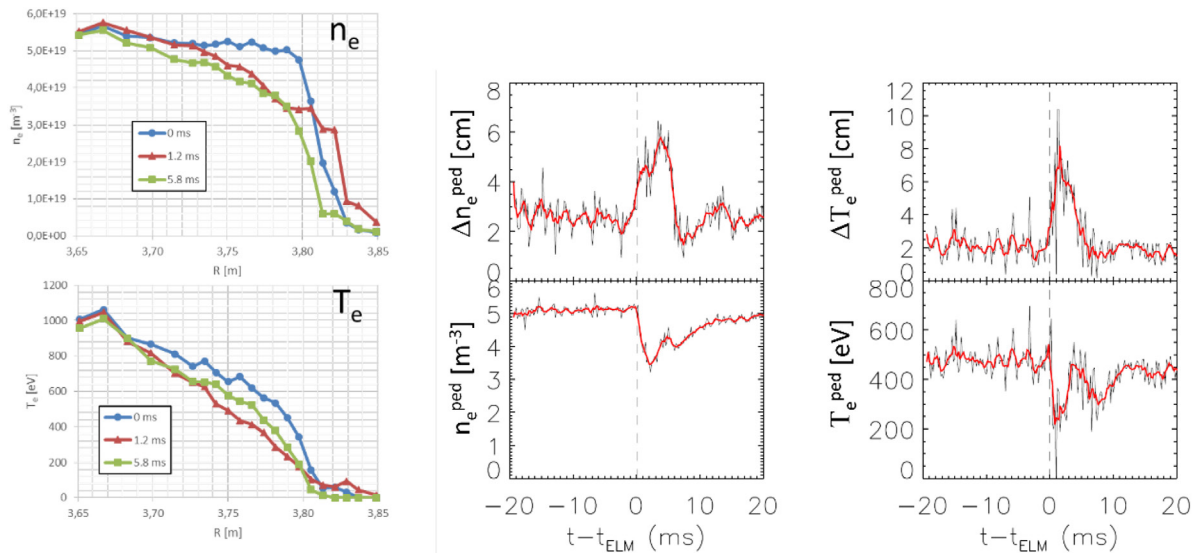 6,0E+19
5,0E+19
4,0E+19
3,0E+19
2,0E+19
1,0E+19
0,0E+00
n_e [m⁻³]
n_e
0 ms
1.2 ms
5.8 ms
3,65 3,70 3,75 3,80 3,85
R [m]
1200
1000
800
600
400
200
0
T_e [eV]
T_e
0 ms
1.2 ms
5.8 ms
3,65 3,70 3,75 3,80 3,85
R [m]
8
6
4
2
0
Δn_e^ped [cm]
6
5
4
3
2
1
0
n_e^ped [m⁻³]
−20 −10 0 10 20
t−t_ELM (ms)
12
10
8
6
4
2
0
ΔT_e^ped [cm]
800
600
400
200
0
T_e^ped [eV]
−20 −10 0 10 20
t−t_ELM (ms)